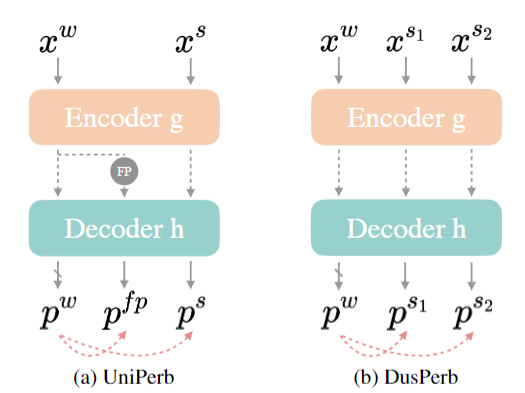 x^w x^s x^w x^{s_1} x^{s_2}
Encoder g Encoder g
FP
Decoder h Decoder h
p^w p^{fp} p^s p^w p^{s_1} p^{s_2}
(a) UniPerb (b) DusPerb